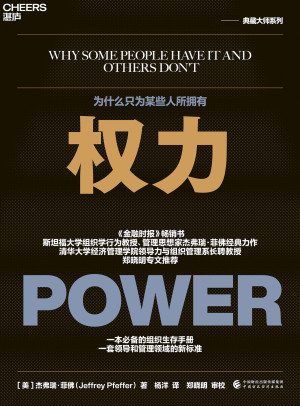 CHEERS
湛庐
典藏大师系列
WHY SOME PEOPLE HAVE IT AND
OTHERS DON'T
为什么只为某些人所拥有
权力
《金融时报》畅销书
斯坦福大学组织学行为教授、管理思想家杰弗瑞·菲佛经典力作
清华大学经济管理学院领导力与组织管理系长聘教授
郑晓明专文推荐
POWER
一本必备的组织生存手册
一套领导和管理领域的新标准
[美] 杰弗瑞·菲佛 (Jeffrey Pfeffer) 著 杨洋 译 郑晓明 审校